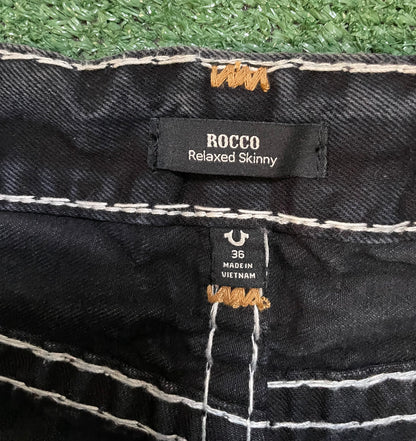 ROCCO
Relaxed Skinny
36
MADE IN
VIETNAM